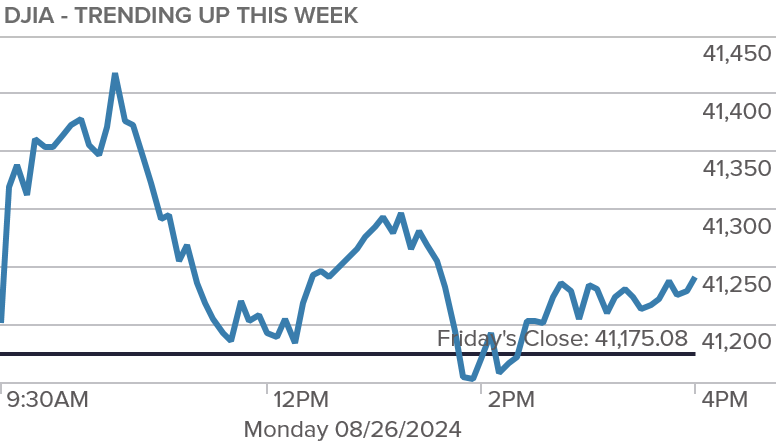 DJIA - TRENDING UP THIS WEEK
41,450
41,400
41,350
41,300
41,250
Friday's Close: 41,175.08
41,200
9:30AM 12PM 2PM 4PM
Monday 08/26/2024